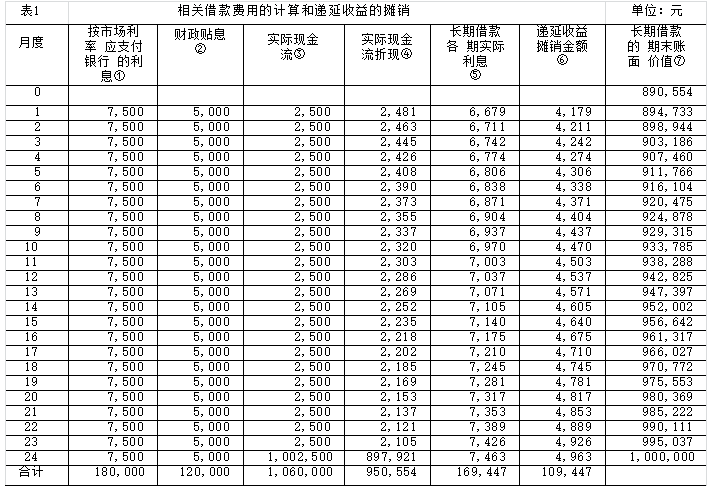 表1 相关借款费用的计算和递延收益的摊销 单位：元
月度 按市场利率 应支付银行 的利息① 财政贴息② 实际现金流③ 实际现金流折现④ 长期借款各 期实际利息⑤ 递延收益摊销金额⑥ 长期借款的 期末账面 价值⑦
0 890,554
1 7,500 5,000 2,500 2,481 6,679 4,179 894,733
2 7,500 5,000 2,500 2,463 6,711 4,211 898,944
3 7,500 5,000 2,500 2,445 6,742 4,242 903,186
4 7,500 5,000 2,500 2,426 6,774 4,274 907,460
5 7,500 5,000 2,500 2,408 6,806 4,306 911,766
6 7,500 5,000 2,500 2,390 6,838 4,338 916,104
7 7,500 5,000 2,500 2,373 6,871 4,371 920,475
8 7,500 5,000 2,500 2,355 6,904 4,404 924,878
9 7,500 5,000 2,500 2,337 6,937 4,437 929,315
10 7,500 5,000 2,500 2,320 6,970 4,470 933,785
11 7,500 5,000 2,500 2,303 7,003 4,503 938,288
12 7,500 5,000 2,500 2,286 7,037 4,537 942,825
13 7,500 5,000 2,500 2,269 7,071 4,571 947,397
14 7,500 5,000 2,500 2,252 7,105 4,605 952,002
15 7,500 5,000 2,500 2,235 7,140 4,640 956,642
16 7,500 5,000 2,500 2,218 7,175 4,675 961,317
17 7,500 5,000 2,500 2,202 7,210 4,710 966,027
18 7,500 5,000 2,500 2,185 7,245 4,745 970,772
19 7,500 5,000 2,500 2,169 7,281 4,781 975,553
20 7,500 5,000 2,500 2,153 7,317 4,817 980,369
21 7,500 5,000 2,500 2,137 7,353 4,853 985,222
22 7,500 5,000 2,500 2,121 7,389 4,889 990,111
23 7,500 5,000 2,500 2,105 7,426 4,926 995,037
24 7,500 5,000 1,002,500 897,921 7,463 4,963 1,000,000
合计 180,000 120,000 1,060,000 950,554 169,447 109,447